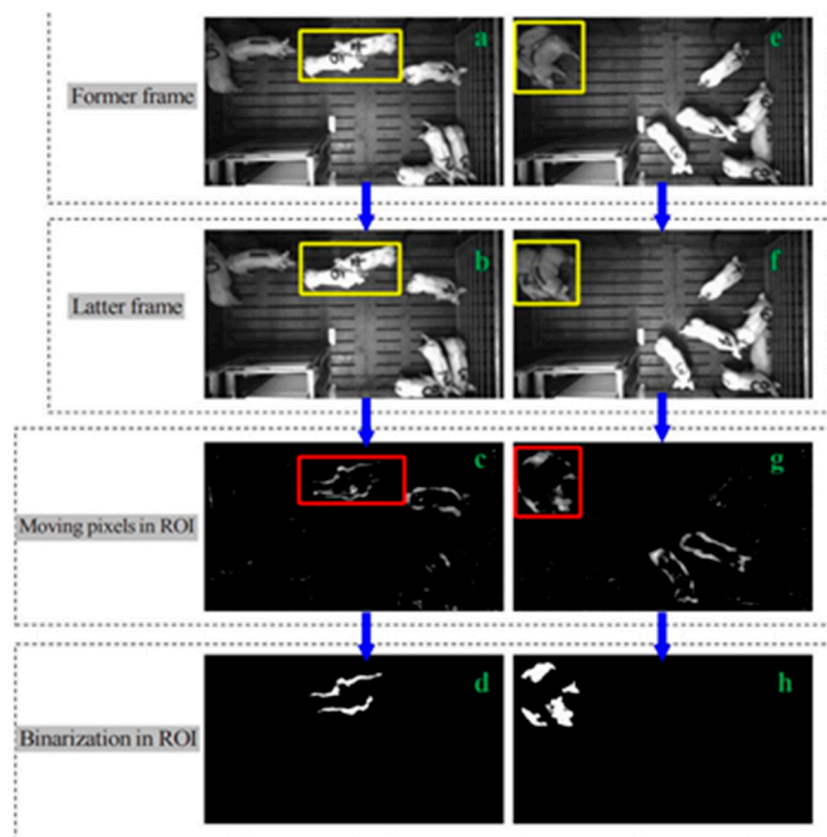 a
e
Former frame
b
f
Latter frame
c
g
Moving pixels in ROI
d
h
Binarization in ROI